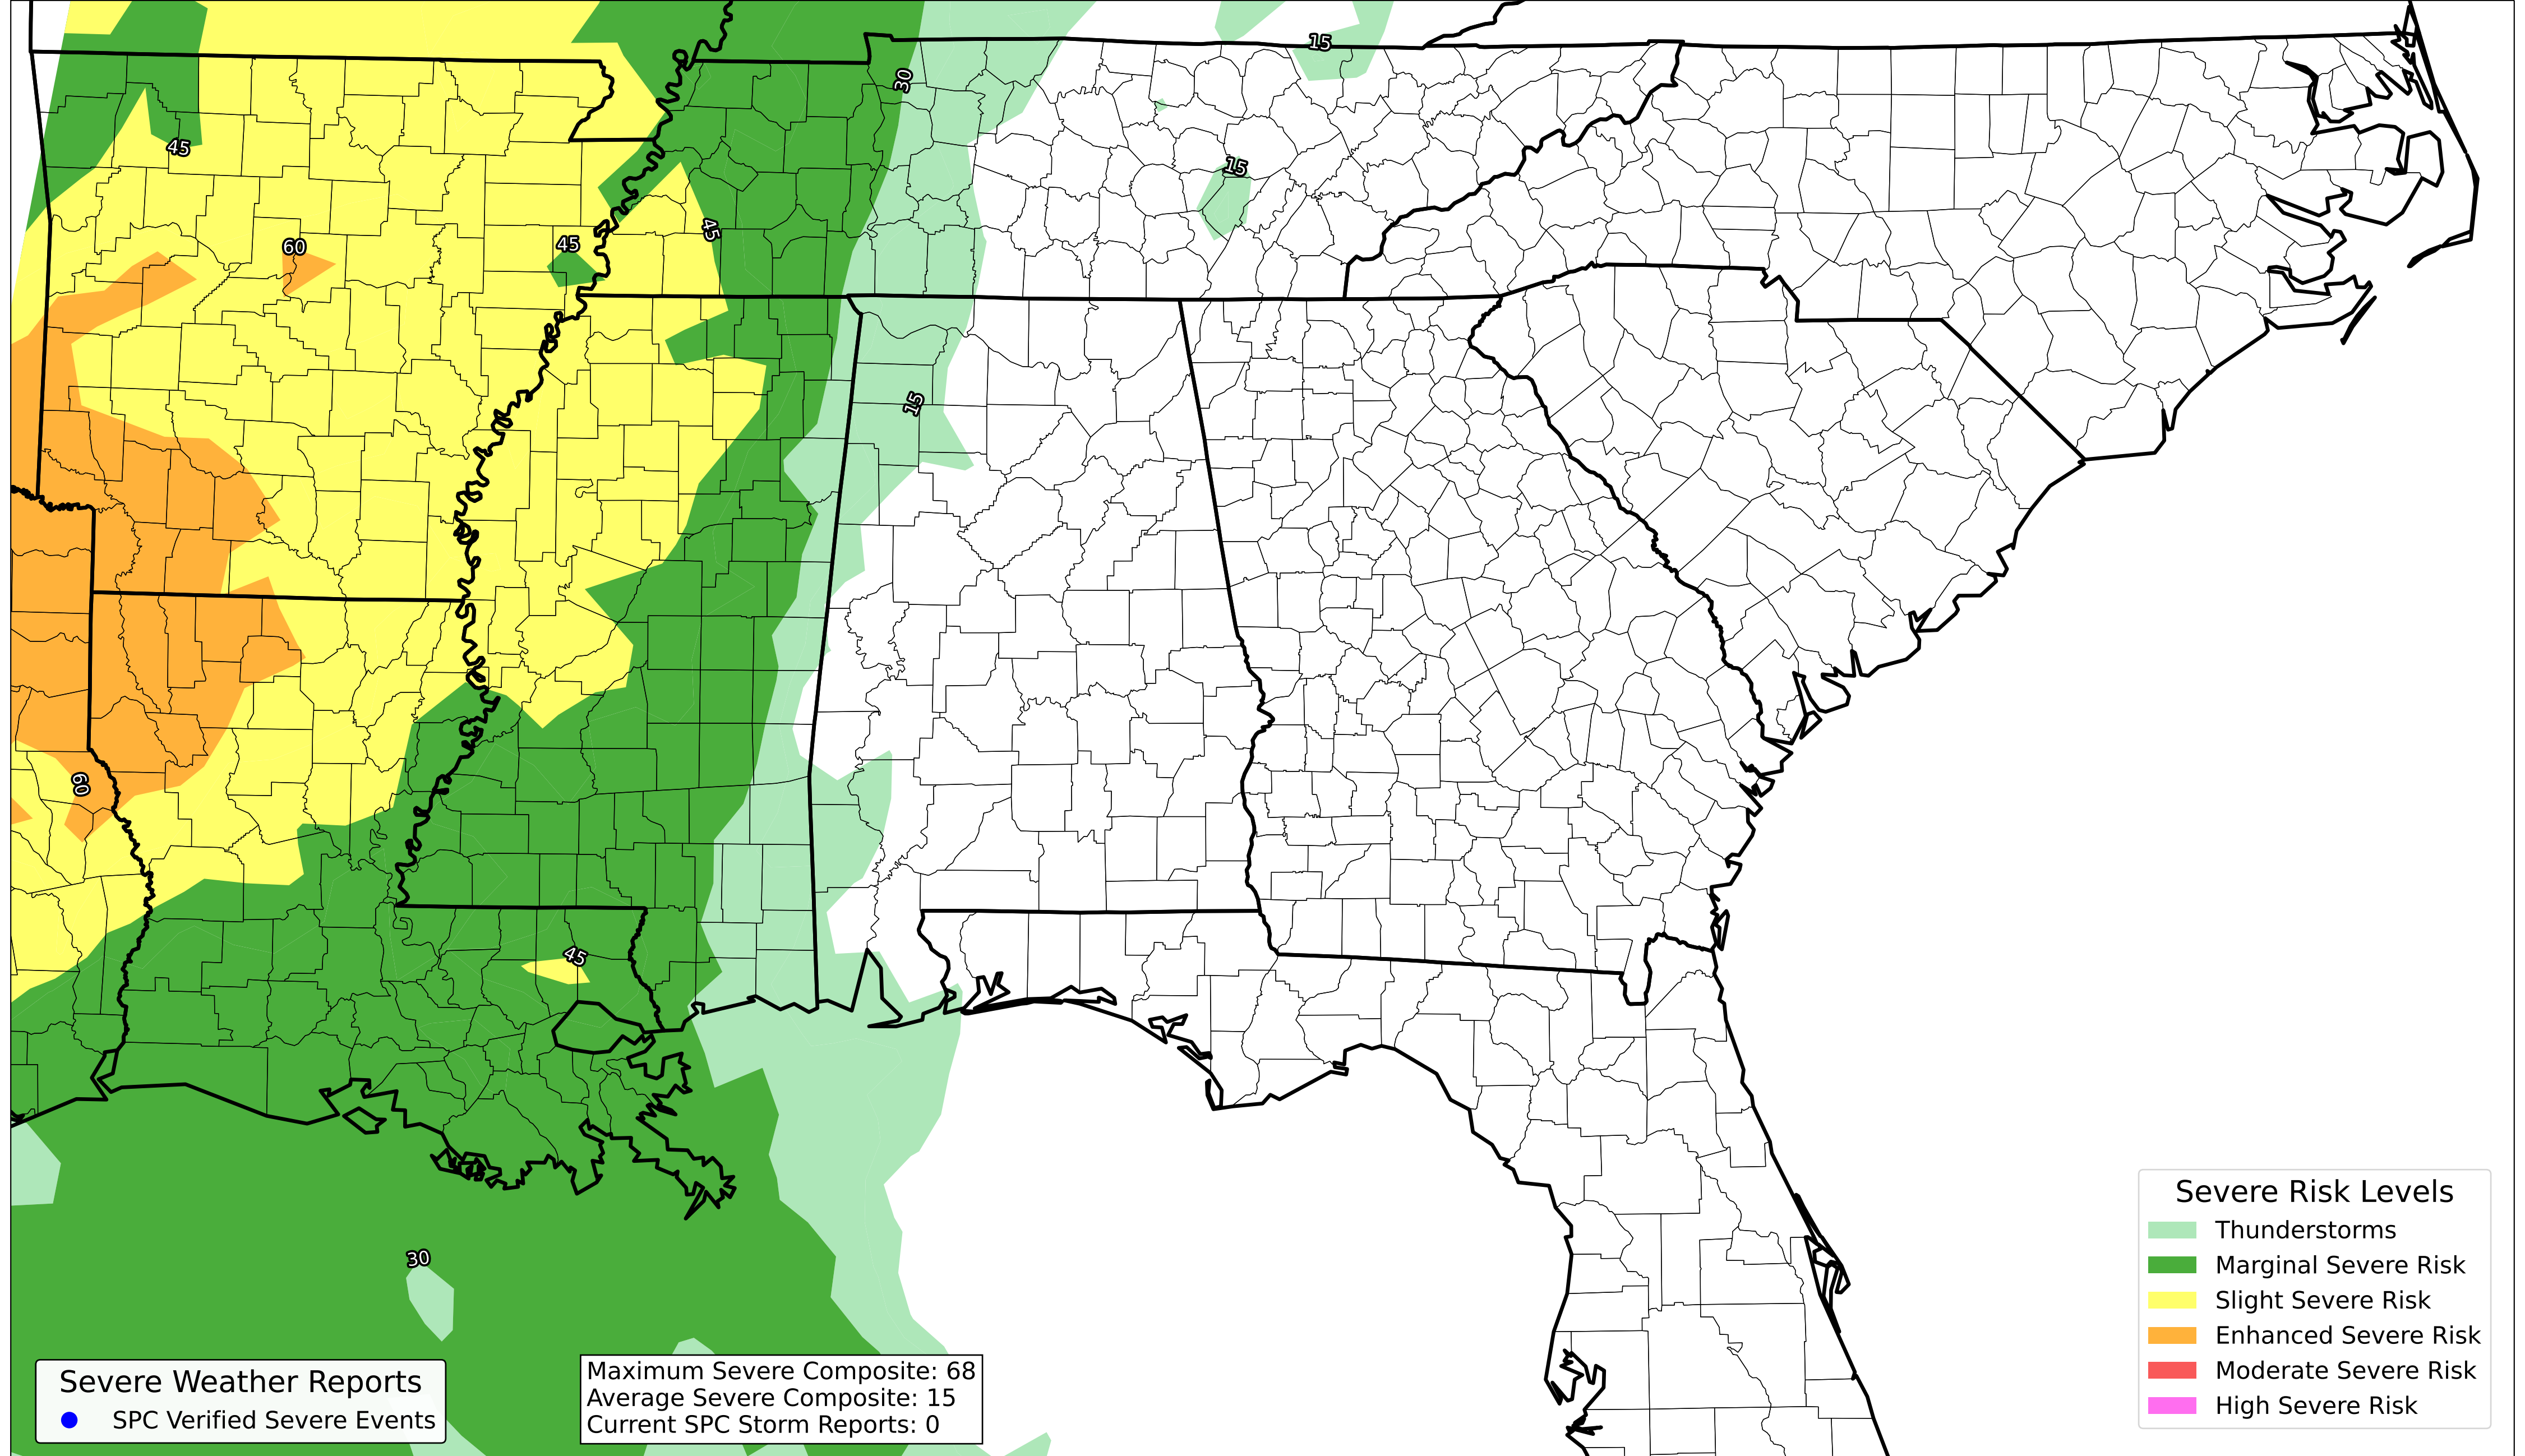 15
30
45
15
45
45
60
15
60
45
30
Severe Risk Levels
Thunderstorms
Marginal Severe Risk
Slight Severe Risk
Enhanced Severe Risk
Moderate Severe Risk
High Severe Risk
Severe Weather Reports
SPC Verified Severe Events
Maximum Severe Composite: 68
Average Severe Composite: 15
Current SPC Storm Reports: 0